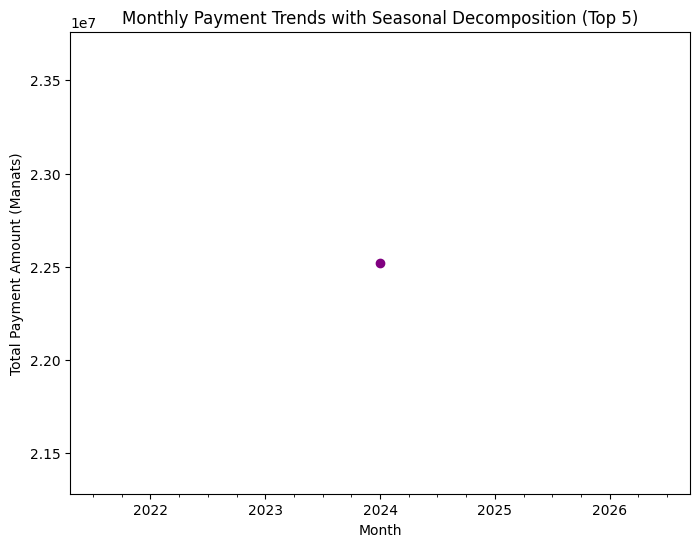 Monthly Payment Trends with Seasonal Decomposition (Top 5)
1e7
2.35
2.30
2.25
2.20
2.15
Total Payment Amount (Manats)
2022 2023 2024 2025 2026
Month